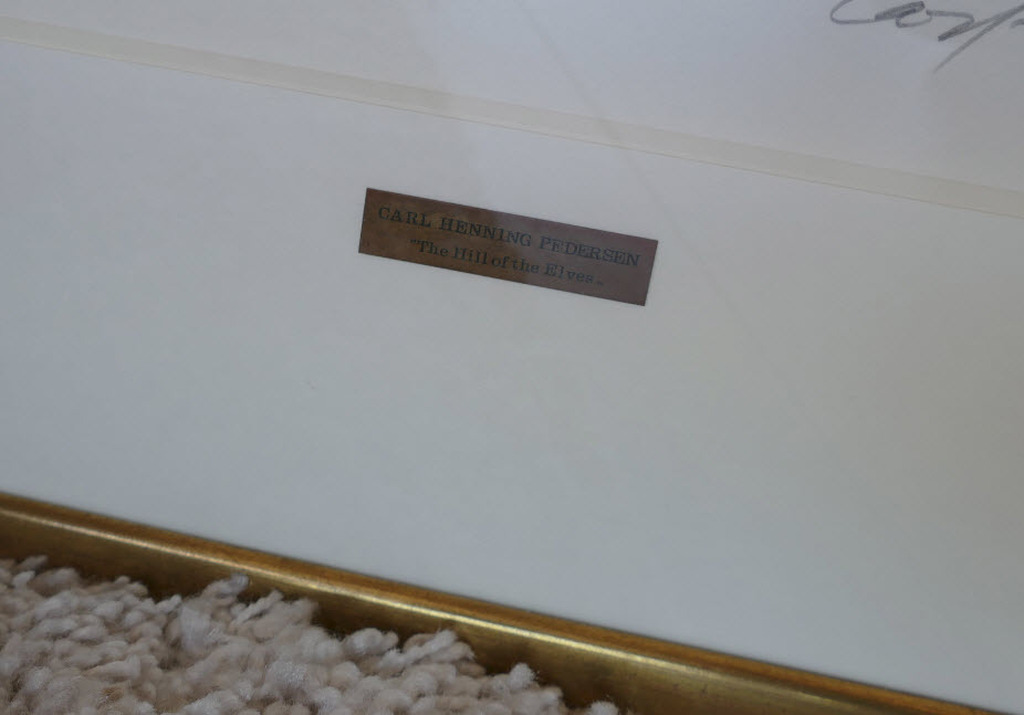 CARL HENNING PEDERSEN
"The Hill of the Elves.